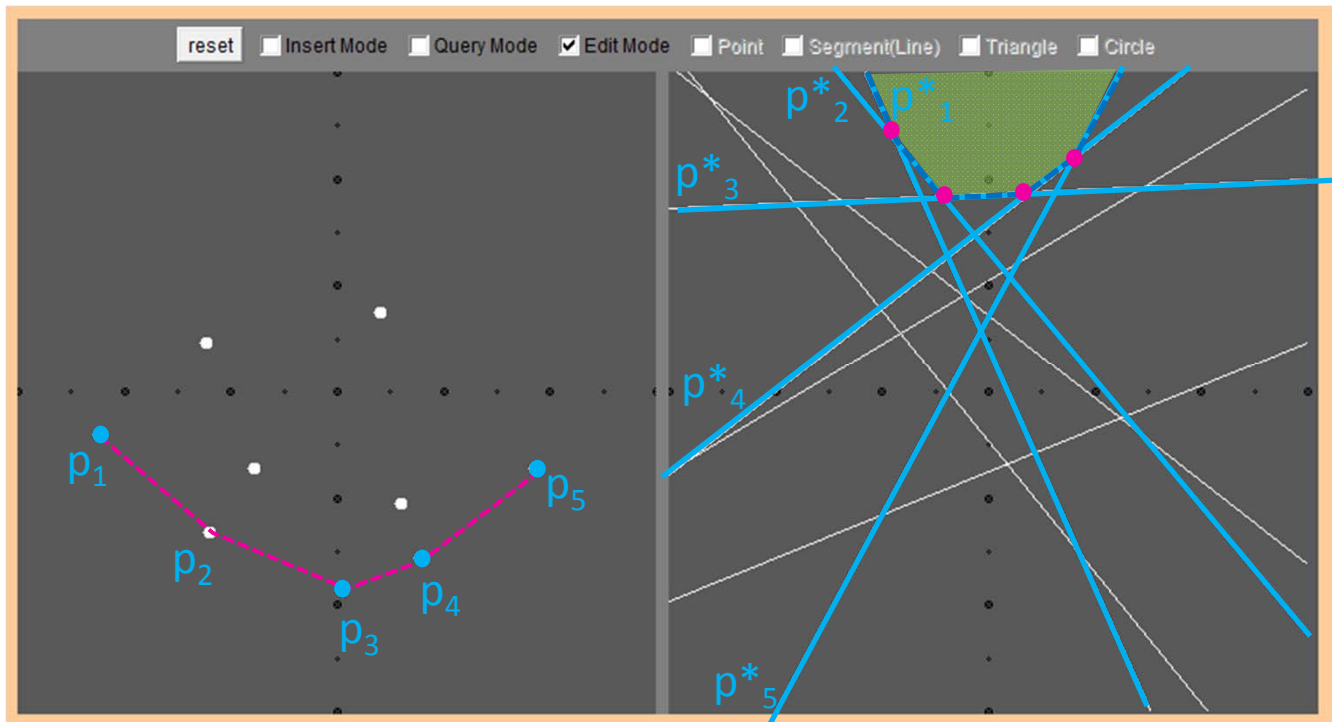 reset Insert Mode Query Mode Edit Mode Point Segment(Line) Triangle Circle
p*2
p*1
p*3
p*4
p*5
p1
p2
p3
p4
p5